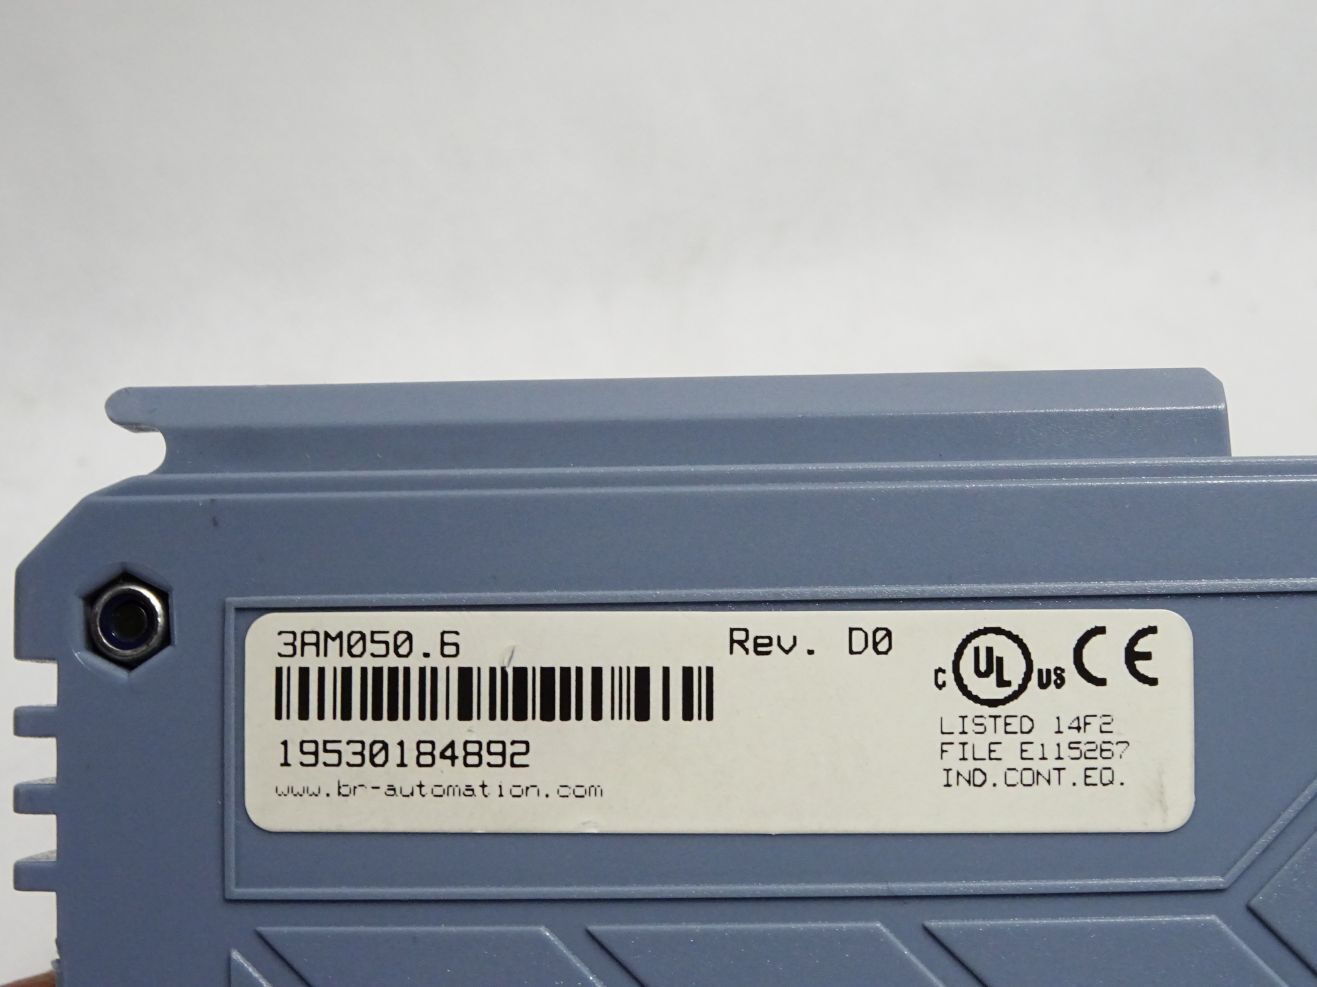 3AM050.6
Rev. D0
19530184892
www.br-automation.com
C UL US CE
LISTED 14F2
FILE E115267
IND.CONT.EQ.